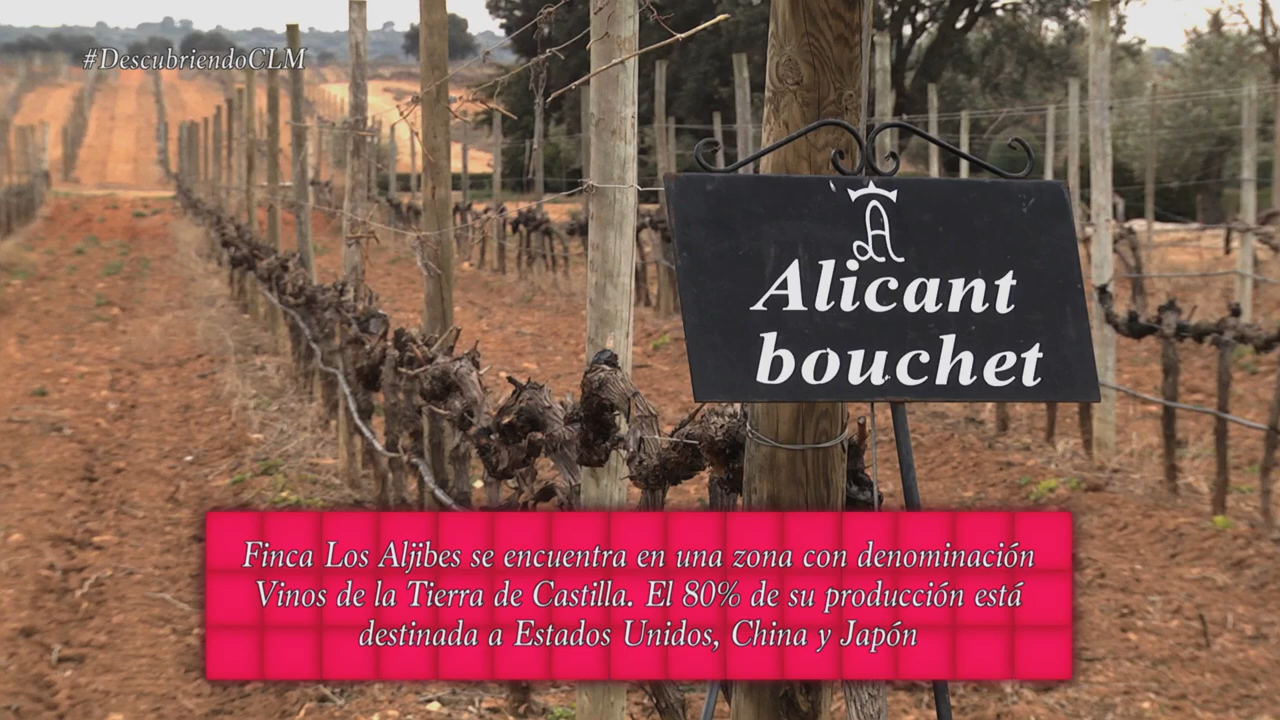 #DescubriendoCLM
A
Alicant
bouchet
Finca Los Aljibes se encuentra en una zona con denominación
Vinos de la Tierra de Castilla. El 80% de su producción está
destinada a Estados Unidos, China y Japón